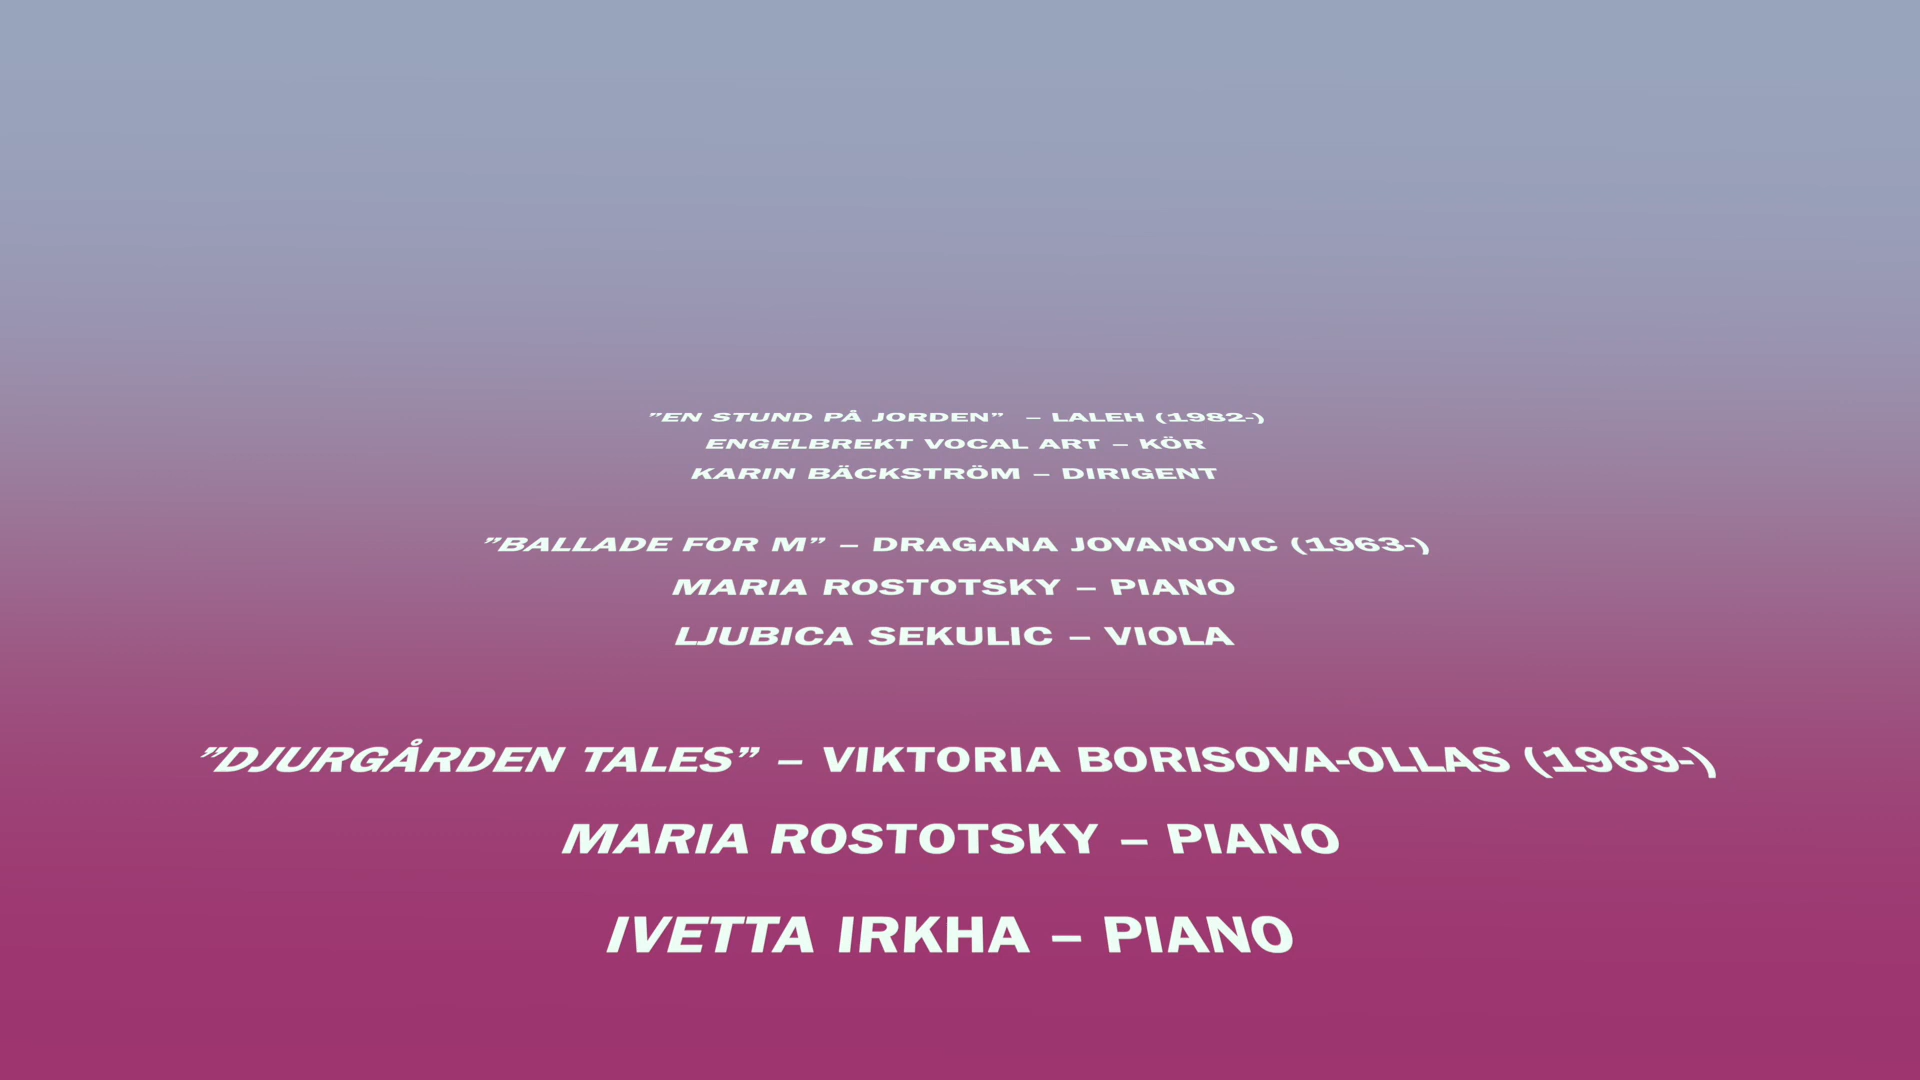 ”EN STUND PÅ JORDEN” – LALEH (1982-)
ENGELBREKT VOCAL ART – KÖR
KARIN BÄCKSTRÖM – DIRIGENT
”BALLADE FOR M” – DRAGANA JOVANOVIC (1963-)
MARIA ROSTOTSKY – PIANO
LJUBICA SEKULIC – VIOLA
”DJURGÅRDEN TALES” – VIKTORIA BORISOVA-OLLAS (1969-)
MARIA ROSTOTSKY – PIANO
IVETTA IRKHA – PIANO